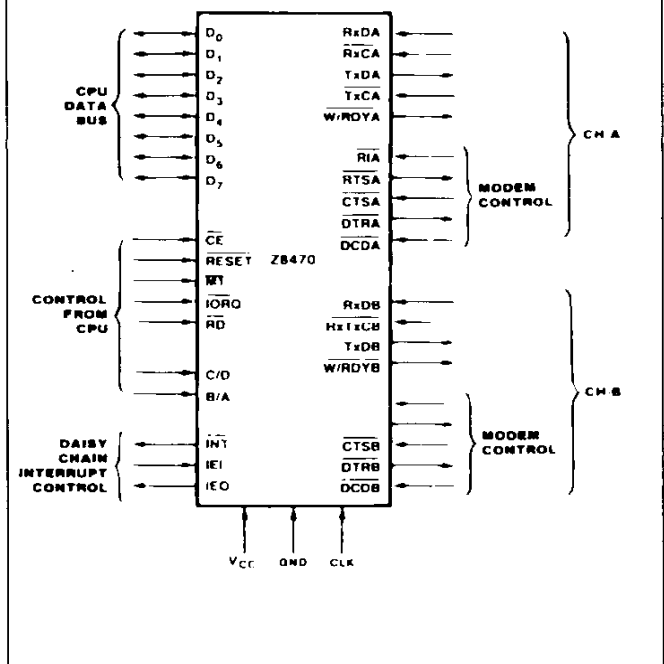 CPU
DATA
BUS
D0
D1
D2
D3
D4
D5
D6
D7
CONTROL
FROM
CPU
CE
RESET
M1
IORQ
RD
C/D
B/A
DAISY
CHAIN
INTERRUPT
CONTROL
INT
IEI
IEO
Z8470
RxDA
RxCA
TxDA
TxCA
W/RDYA
RIA
RTSA
CTSA
DTRA
DCDA
MODEM
CONTROL
CH-A
RxDB
RxTxCB
TxDB
W/RDYB
CTSB
DTRB
DCDB
MODEM
CONTROL
CH-B
VCC
GND
CLK